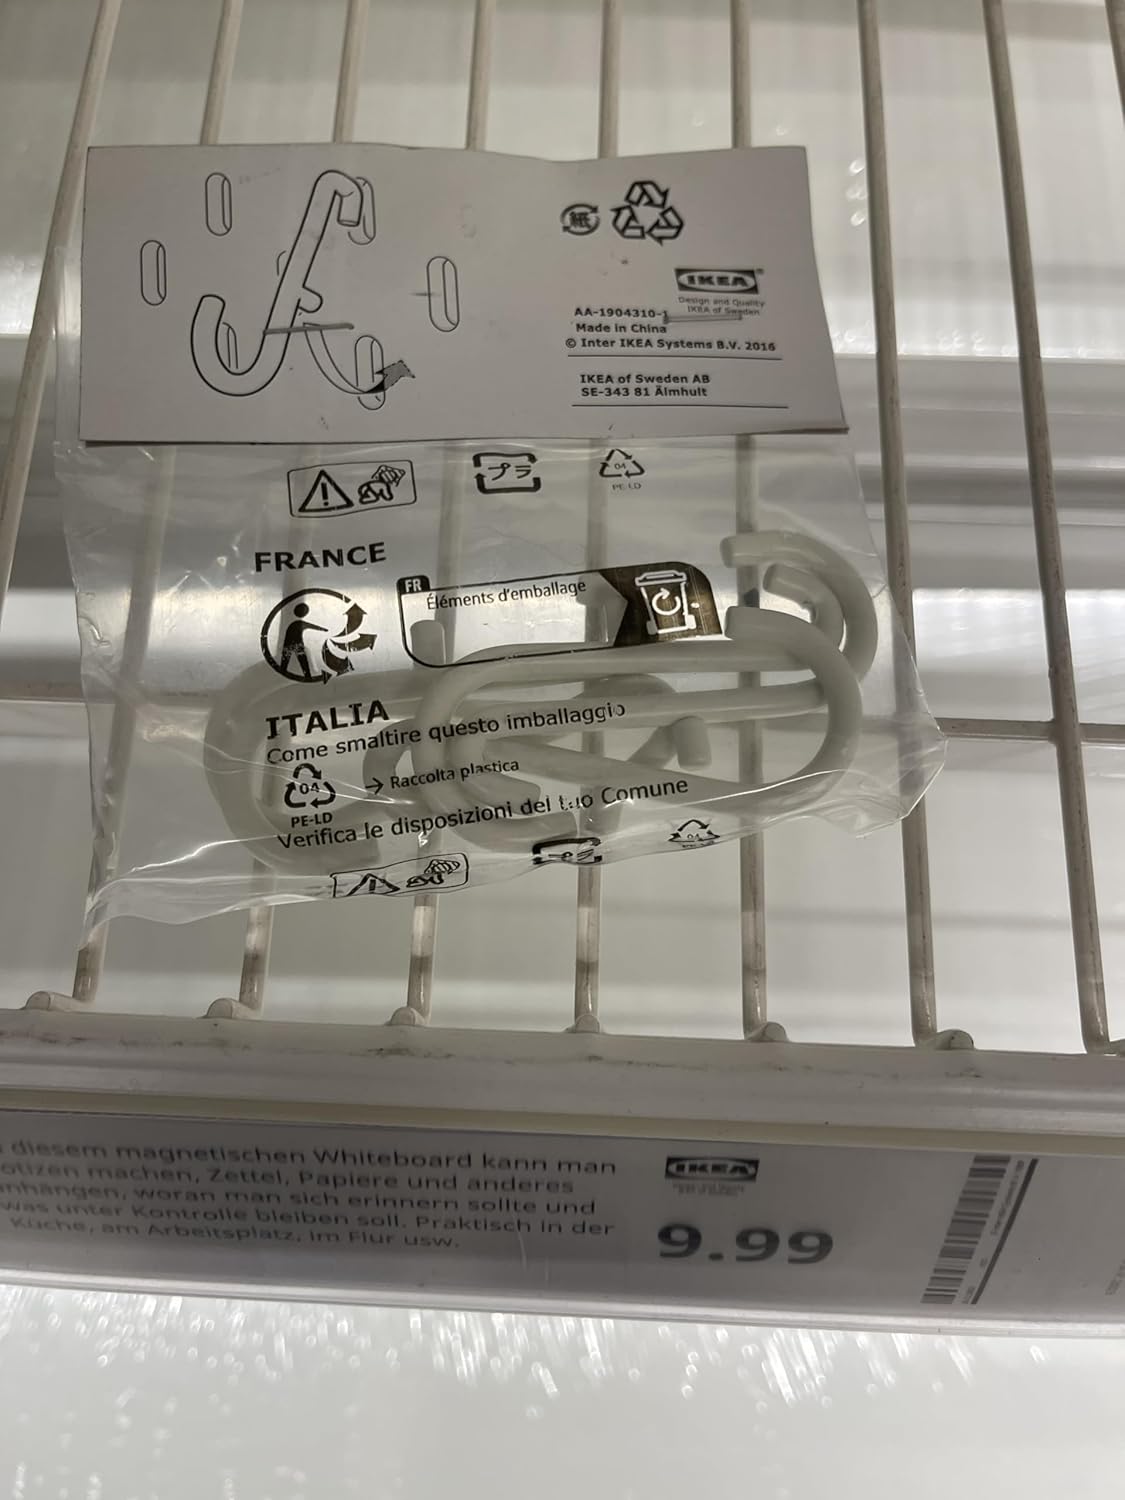 紙
IKEA
Design and Quality
IKEA of Sweden
AA-1904310-1
Made in China
© Inter IKEA Systems B.V. 2016
IKEA of Sweden AB
SE-343 81 Älmhult
プラ
04
PE-LD
FRANCE
FR
Éléments d'emballage
ITALIA
Come smaltire questo imballaggio
04
→ Raccolta plastica
PE-LD
Verifica le disposizioni del tuo Comune
プラ
04
diesem magnetischen Whiteboard kann man
otizen machen, Zettel, Papiere und anderes
nhängen, woran man sich erinnern sollte und
was unter Kontrolle bleiben soll. Praktisch in der
Küche, am Arbeitsplatz, im Flur usw.
IKEA
9.99